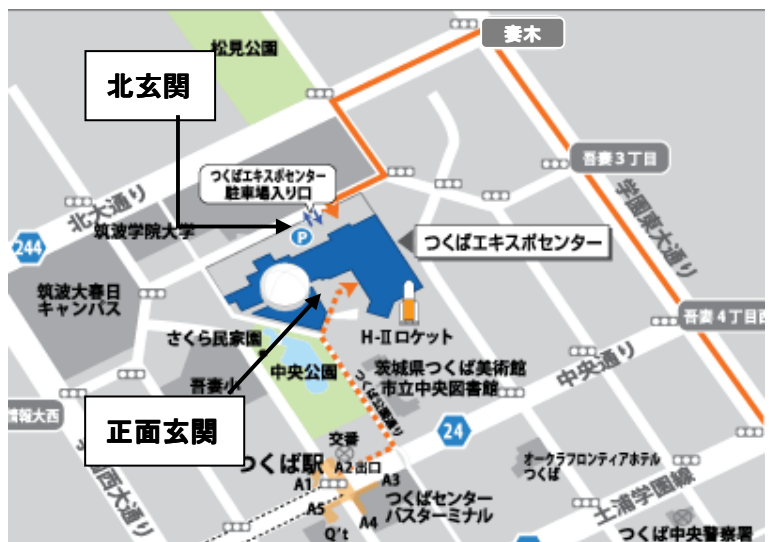 松見公園
妻木
北玄関
吾妻3丁目
つくばエキスポセンター
駐車場入り口
北大通り
学園東大通り
筑波学院大学
P
244
つくばエキスポセンター
筑波大春日
キャンパス
H-Ⅱロケット
吾妻4丁目西
さくら民家園
中央公園
茨城県つくば美術館
市立中央図書館
中央通り
吾妻小
つくば公園通り
情報大西
正面玄関
24
交番
つくば駅
A2出口
A1
A3
オークラフロンティアホテル
つくば
土浦学園線
西大通り
A5
A4
つくばセンター
バスターミナル
Q't
つくば中央警察署